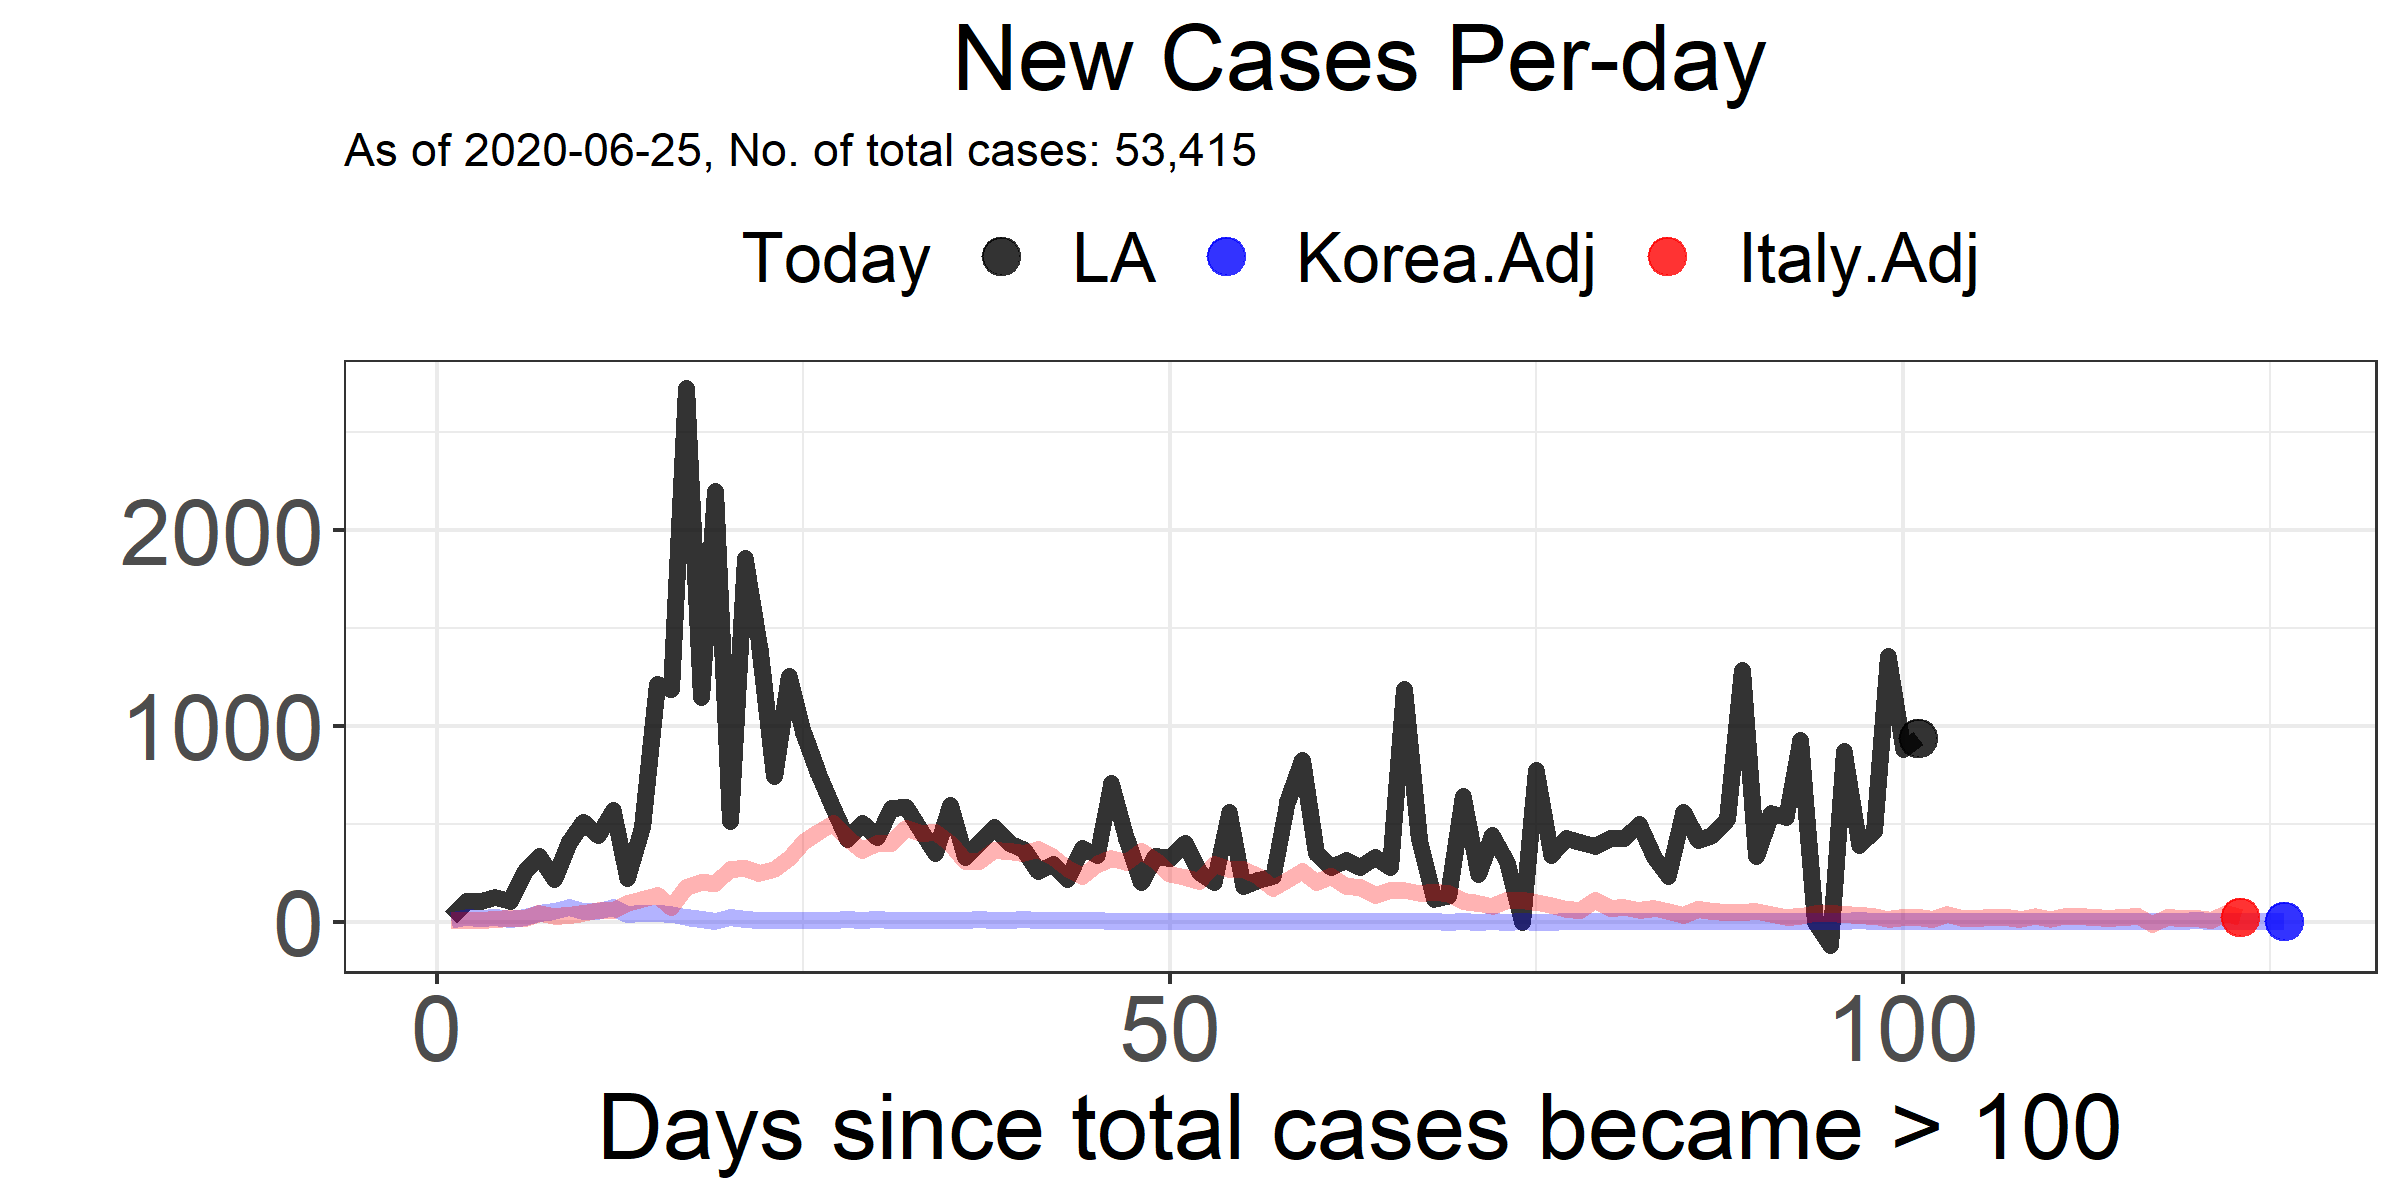 New Cases Per-day
As of 2020-06-25, No. of total cases: 53,415
Today LA Korea.Adj Italy.Adj
2000
1000
0
0 50 100
Days since total cases became > 100